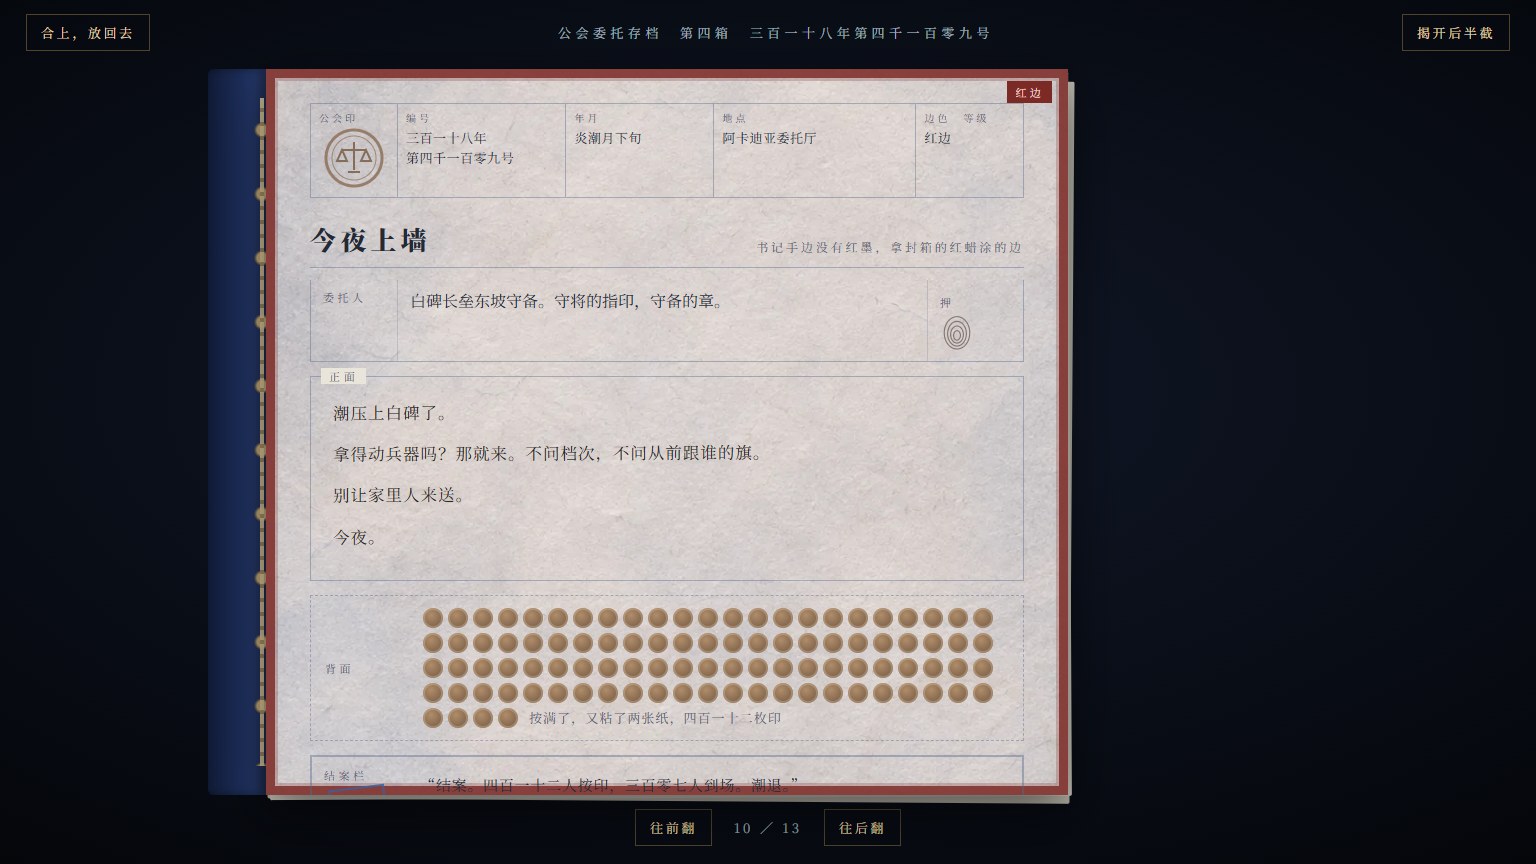 合上，放回去
公会委托存档　第四箱　三百一十八年第四千一百零九号
揭开后半截
红边
公会印
编号
三百一十八年
第四千一百零九号
年月
炎潮月下旬
地点
阿卡迪亚委托厅
边色　等级
红边
今夜上墙
书记手边没有红墨，拿封箱的红蜡涂的边
委托人
白碑长垒东坡守备。守将的指印，守备的章。
押
正面
潮压上白碑了。
拿得动兵器吗？那就来。不问档次，不问从前跟谁的旗。
别让家里人来送。
今夜。
背面
按满了，又粘了两张纸，四百一十二枚印
结案栏
“结案。四百一十二人按印，三百零七人到场。潮退。”
往前翻
10 ／ 13
往后翻